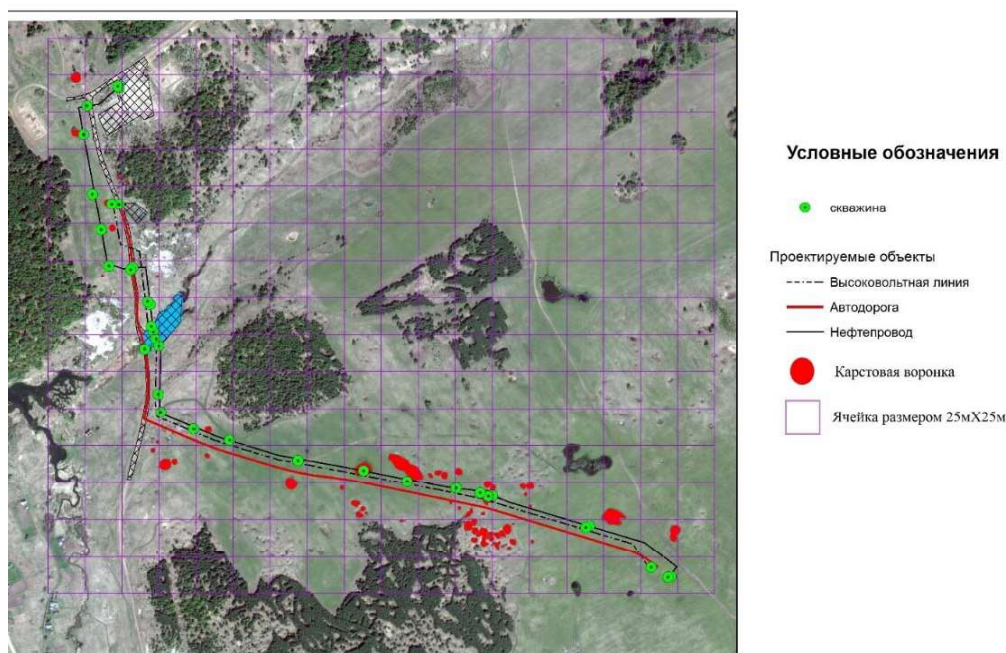 Условные обозначения
скважина
Проектируемые объекты
Высоковольтная линия
Автодорога
Нефтепровод
Карстовая воронка
Ячейка размером 25мХ25м